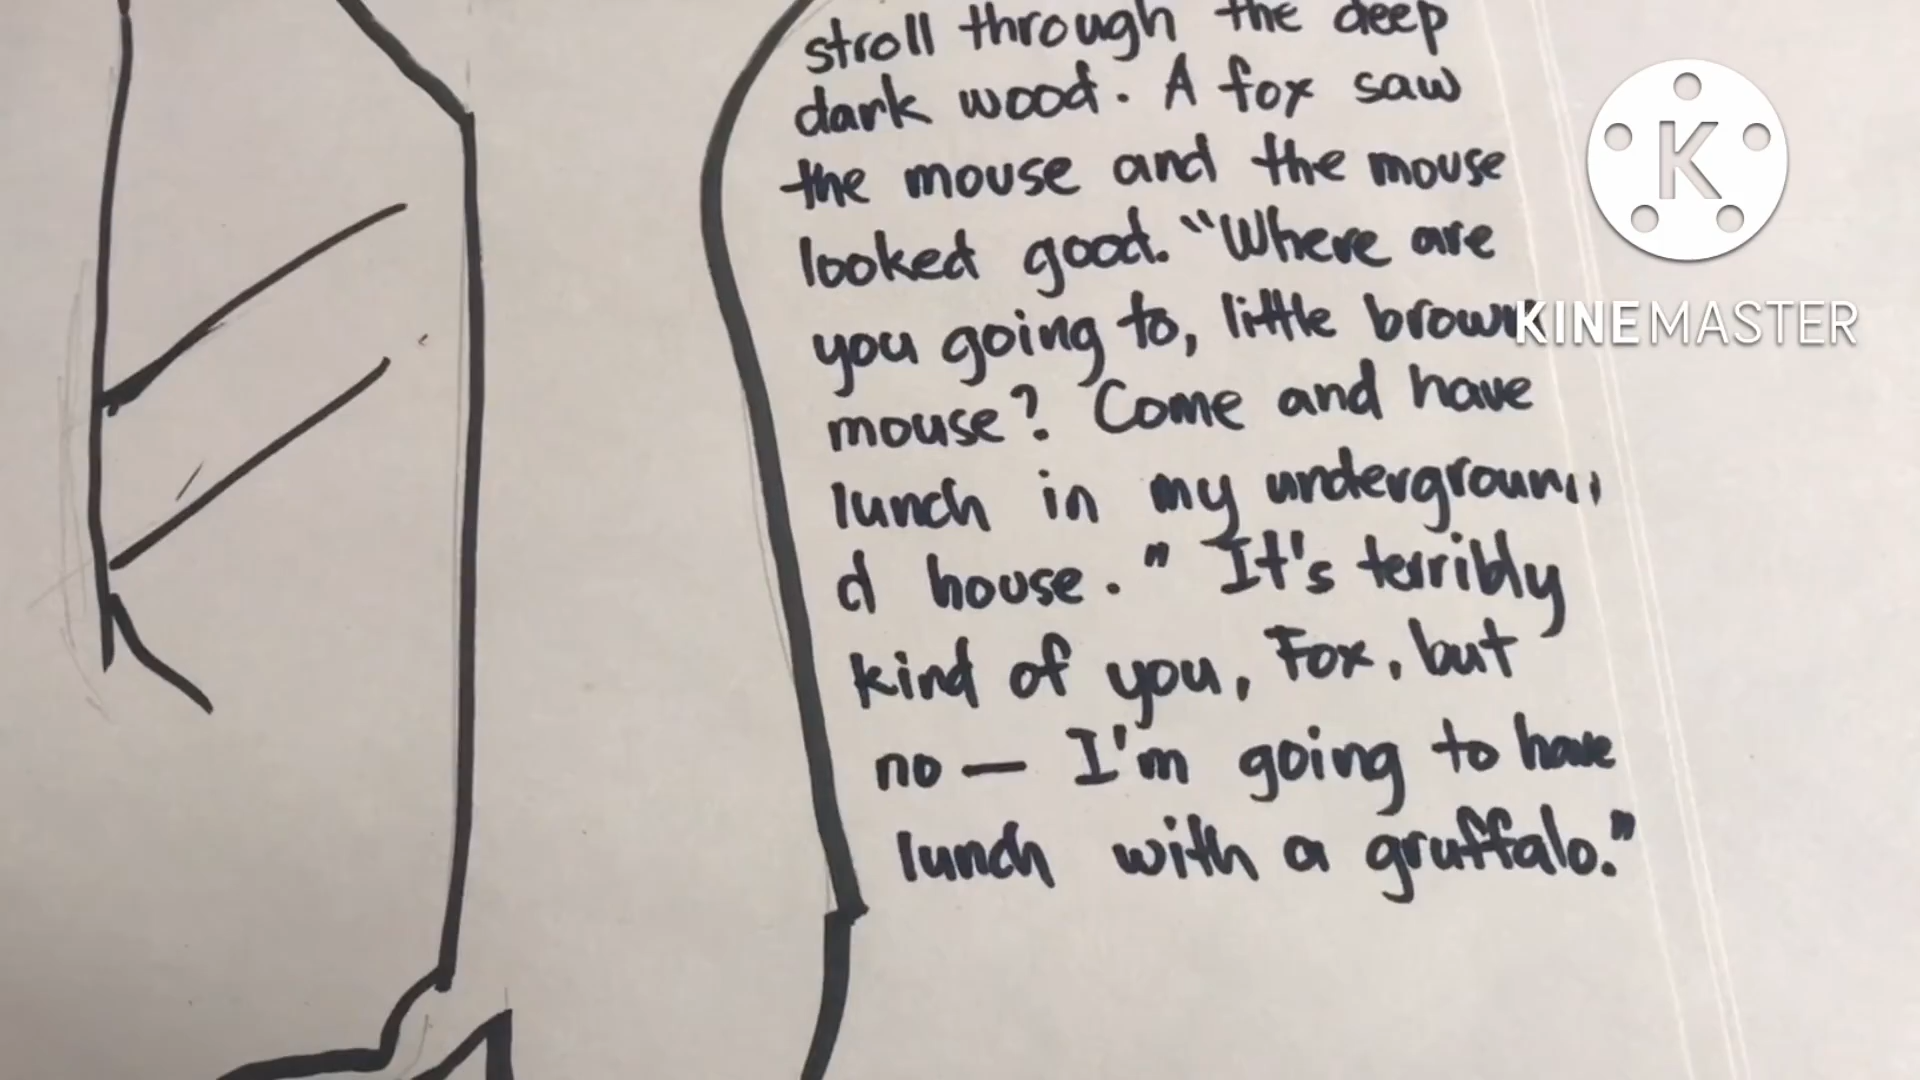 stroll through the deep
dark wood. A fox saw
the mouse and the mouse
looked good. "Where are
you going to, little brown
mouse? Come and have
lunch in my undergroun
d house." It's terribly
kind of you, Fox, but
no — I'm going to have
lunch with a gruffalo."
K
KINEMASTER